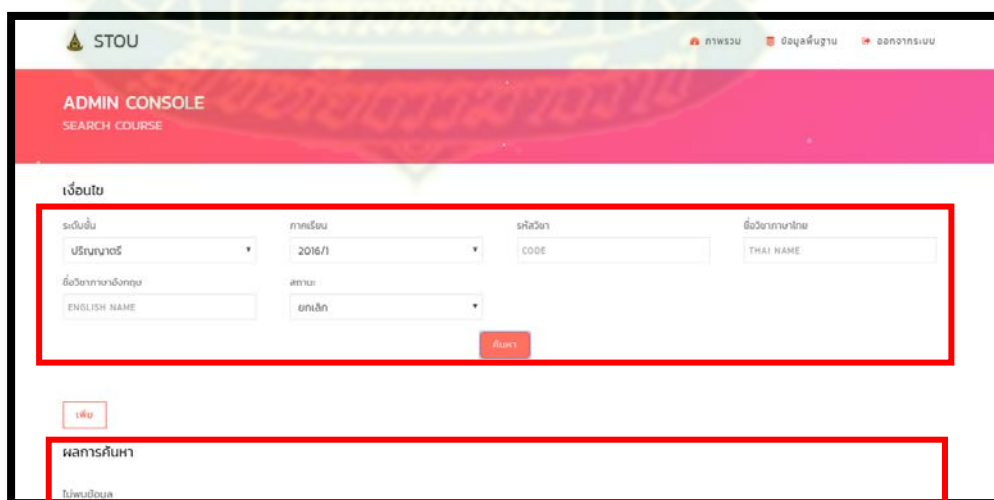 STOU
ภาพรวม ข้อมูลพื้นฐาน ออกจากระบบ
ADMIN CONSOLE
SEARCH COURSE
เงื่อนไข
ระดับชั้น ภาคเรียน รหัสวิชา ชื่อวิชาภาษาไทย
ปริญญาตรี 2016/1 CODE THAI NAME
ชื่อวิชาภาษาอังกฤษ สถานะ
ENGLISH NAME ยกเลิก
ค้นหา
เพิ่ม
ผลการค้นหา
ไม่พบข้อมูล